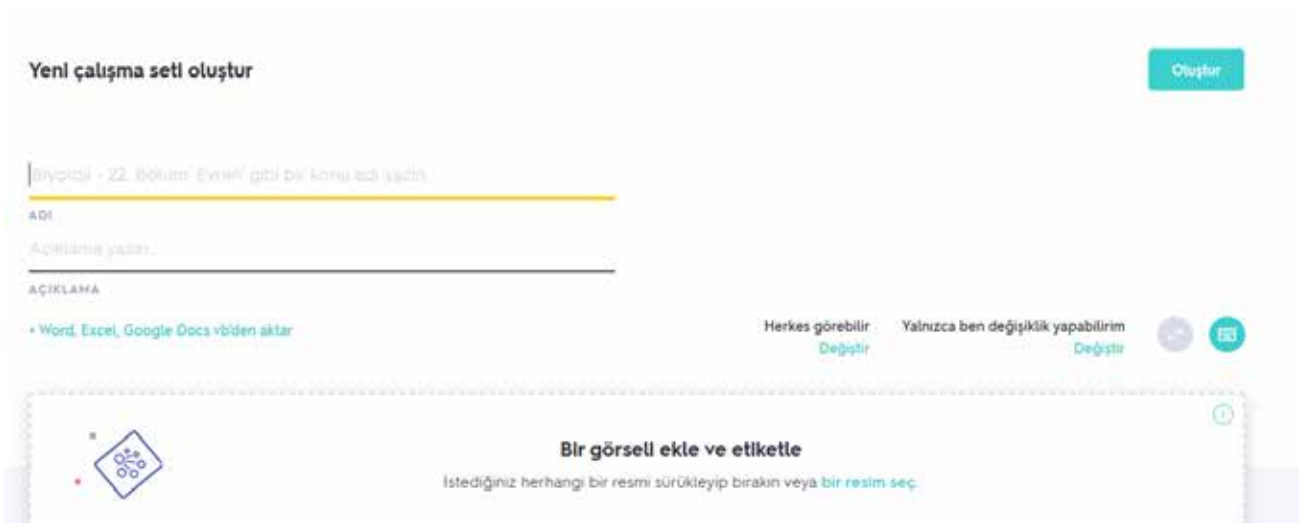 Yeni çalışma seti oluştur
Oluştur
Biyoloji - 22. Bölüm: Evrim' gibi bir konu adı yazın.
ADI
Açıklama yazın..
AÇIKLAMA
+ Word, Excel, Google Docs vb'den aktar
Herkes görebilir
Değiştir
Yalnızca ben değişiklik yapabilirim
Değiştir
Bir görseli ekle ve etiketle
İstediğiniz herhangi bir resmi sürükleyip bırakın veya bir resim seç.